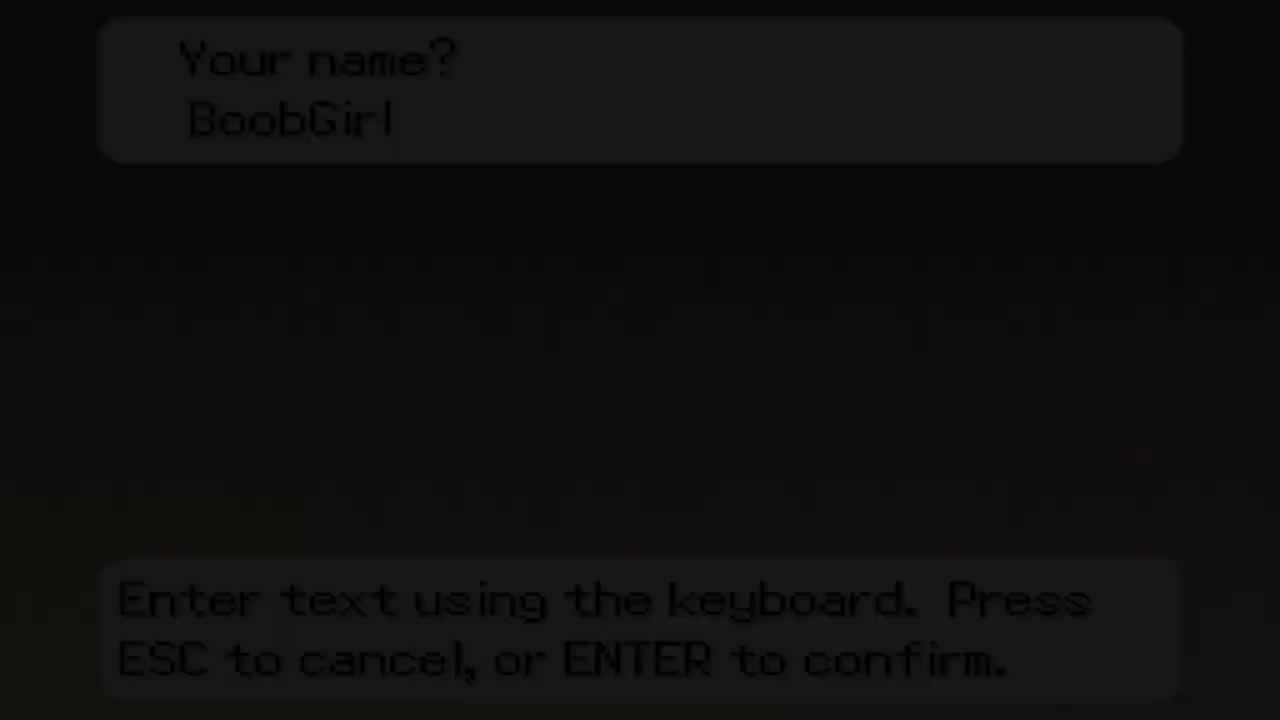 Your name?
BoobGirl
Enter text using the keyboard. Press
ESC to cancel, or ENTER to confirm.